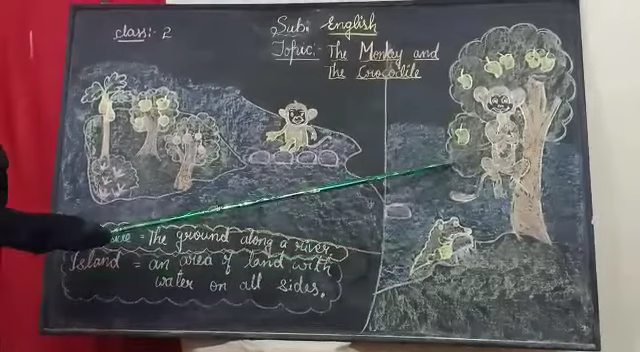 class:- 2
Sub: English
Topic:- The Monkey and
the Crocodile
= The ground along a river
Island = an area of land with
water on all sides.